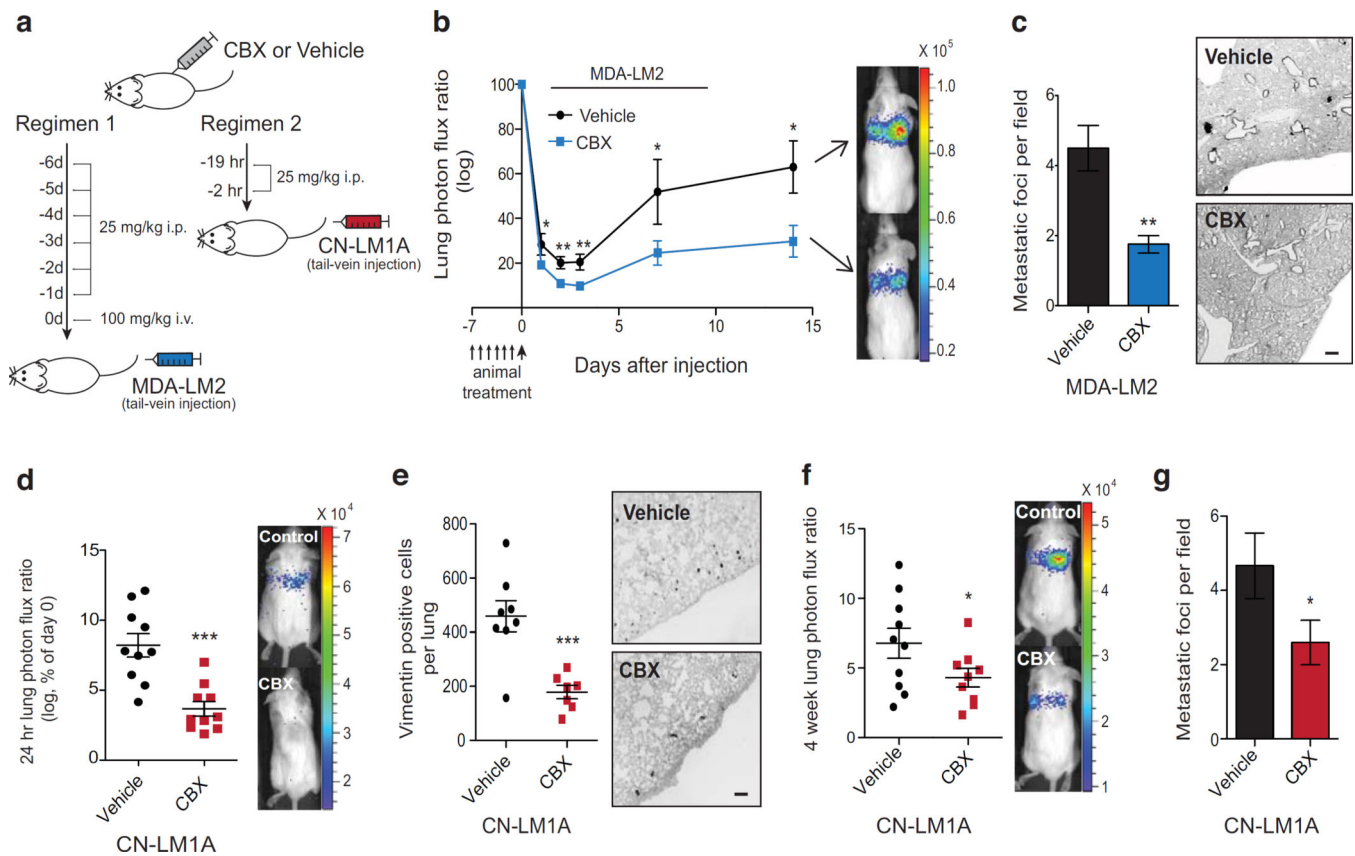 a
CBX or Vehicle
Regimen 1
Regimen 2
-6d
-5d
-4d
-3d
-2d
-1d
0d
25 mg/kg i.p.
100 mg/kg i.v.
-19 hr
-2 hr
25 mg/kg i.p.
CN-LM1A
(tail-vein injection)
MDA-LM2
(tail-vein injection)
b
Lung photon flux ratio
(log)
100
80
60
40
20
MDA-LM2
Vehicle
CBX
*
**
**
*
*
-7
0
5
10
15
animal
treatment
Days after injection
X 10⁵
1.0
0.8
0.6
0.4
0.2
c
Metastatic foci per field
6
4
2
0
**
Vehicle
CBX
MDA-LM2
Vehicle
CBX
d
24 hr lung photon flux ratio
(log, % of day 0)
15
10
5
0
***
Vehicle
CBX
CN-LM1A
Control
CBX
X 10⁴
7
6
5
4
3
2
e
Vimentin positive cells
per lung
800
600
400
200
0
***
Vehicle
CBX
CN-LM1A
Vehicle
CBX
f
4 week lung photon flux ratio
15
10
5
0
*
Vehicle
CBX
CN-LM1A
Control
CBX
X 10⁴
5
4
3
2
1
g
Metastatic foci per field
6
4
2
0
*
Vehicle
CBX
CN-LM1A